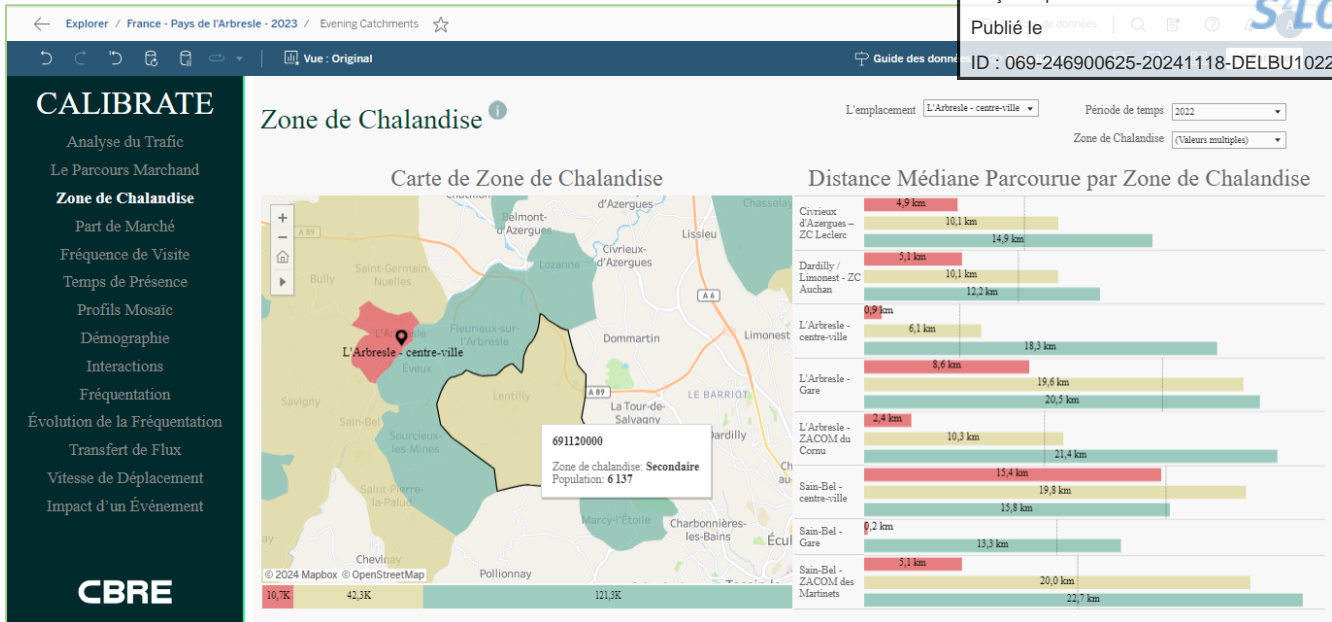 Explorer / France - Pays de l'Arbresle - 2023 / Evening Catchments
Publié le
S²LO
ID : 069-246900625-20241118-DELBU1022
Vue : Original
Guide des donné
CALIBRATE
Analyse du Trafic
Le Parcours Marchand
Zone de Chalandise
Part de Marché
Fréquence de Visite
Temps de Présence
Profils Mosaïc
Démographie
Interactions
Fréquentation
Évolution de la Fréquentation
Transfert de Flux
Vitesse de Déplacement
Impact d'un Événement
CBRE
Zone de Chalandise
L'emplacement L'Arbresle - centre-ville
Période de temps 2022
Zone de Chalandise (Valeurs multiples)
Carte de Zone de Chalandise
d'Azergues
Chasselay
Belmont-
d'Azergues
A 89
Lissieu
Civrieux-
d'Azergues
Lozanne
Saint-Germain-
Nuelles
Bully
A 6
Fleurieux-sur-
l'Arbresle
Dommartin
Limonest
L'Arbresle - centre-ville
Éveux
Lentilly
A 89
LE BARRIOT
La Tour-de-
Salvagny
Savigny
Sain-Bel
Sourcieux-
les-Mines
Dardilly
691120000
Zone de chalandise: Secondaire
Population: 6 137
Saint-Pierre-
la-Palud
Marcy-l'Étoile
Charbonnières-
les-Bains
Écul
Chevinay
Pollionnay
© 2024 Mapbox © OpenStreetMap
10,7K 42,3K 121,3K
Distance Médiane Parcourue par Zone de Chalandise
Civrieux
d'Azergues –
ZC Leclerc
4,9 km
10,1 km
14,9 km
Dardilly /
Limonest - ZC
Auchan
5,1 km
10,1 km
12,2 km
L'Arbresle -
centre-ville
0,9 km
6,1 km
18,3 km
L'Arbresle -
Gare
8,6 km
19,6 km
20,5 km
L'Arbresle -
ZACOM du
Cornu
2,4 km
10,3 km
21,4 km
Sain-Bel -
centre-ville
15,4 km
19,8 km
15,8 km
Sain-Bel -
Gare
0,2 km
13,3 km
Sain-Bel -
ZACOM des
Martinets
5,1 km
20,0 km
22,7 km